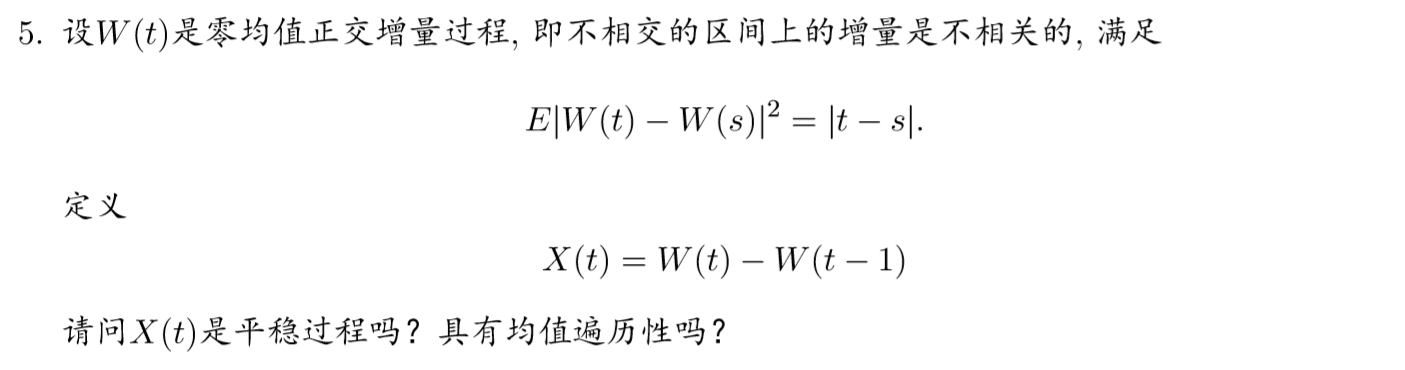 5. 设W(t)是零均值正交增量过程, 即不相交的区间上的增量是不相关的, 满足
E|W(t) − W(s)|² = |t − s|.
定义
X(t) = W(t) − W(t − 1)
请问X(t)是平稳过程吗？具有均值遍历性吗？